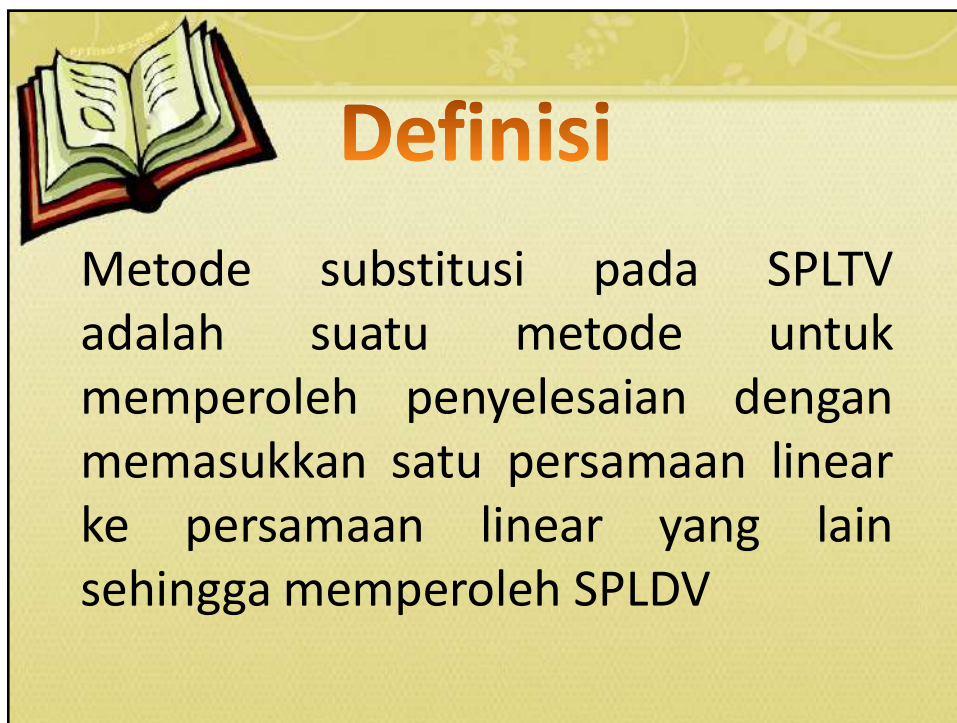 Definisi
Metode substitusi pada SPLTV
adalah suatu metode untuk
memperoleh penyelesaian dengan
memasukkan satu persamaan linear
ke persamaan linear yang lain
sehingga memperoleh SPLDV